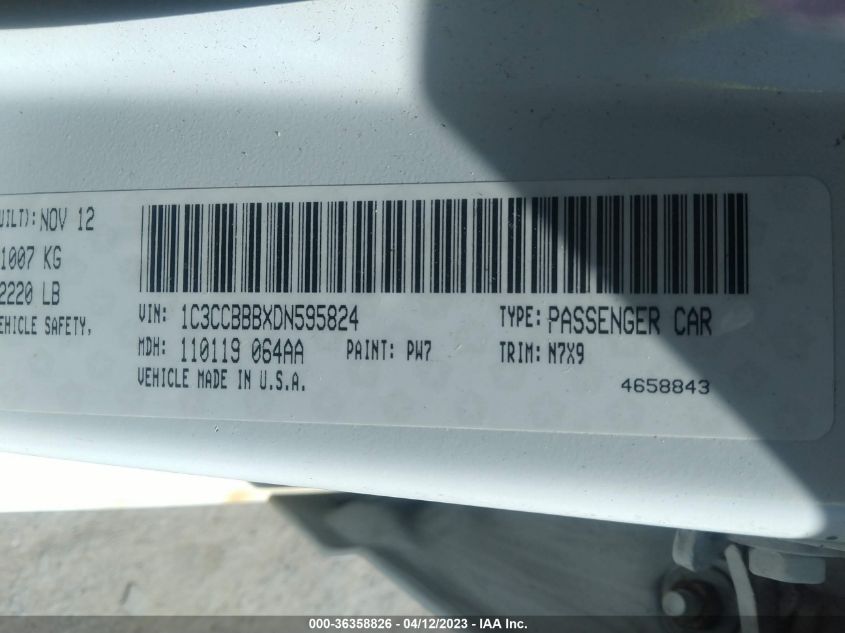 UILT): NOV 12
1007 KG
2220 LB
EHICLE SAFETY,
VIN: 1C3CCBBBXDN595824 TYPE: PASSENGER CAR
MDH: 110119 064AA PAINT: PW7 TRIM: N7X9
VEHICLE MADE IN U.S.A. 4658843
000-36358826 - 04/12/2023 - IAA Inc.